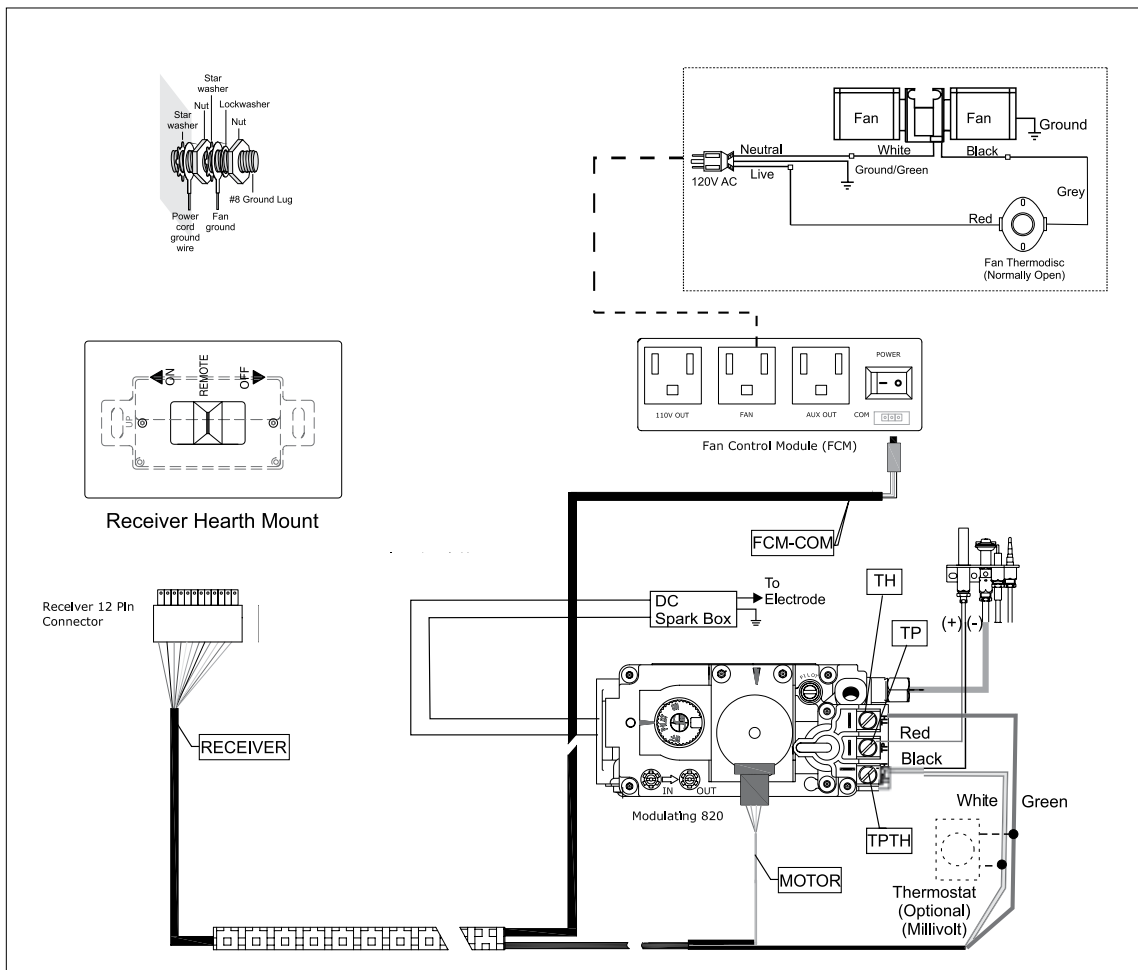 Star
washer
Nut
Lockwasher
Star
washer
Nut
#8 Ground Lug
Power
cord
ground
wire
Fan
ground
Fan
Fan
Ground
Neutral
White
Black
120V AC
Live
Ground/Green
Grey
Red
Fan Thermodisc
(Normally Open)
ON
REMOTE
OFF
UP
Receiver Hearth Mount
POWER
110V OUT
FAN
AUX OUT
COM
Fan Control Module (FCM)
FCM-COM
Receiver 12 Pin
Connector
RECEIVER
DC
Spark Box
To
Electrode
TH
TP
(+)
(-)
PILOT
Red
Black
IN
OUT
Modulating 820
White
Green
TPTH
MOTOR
Thermostat
(Optional)
(Millivolt)